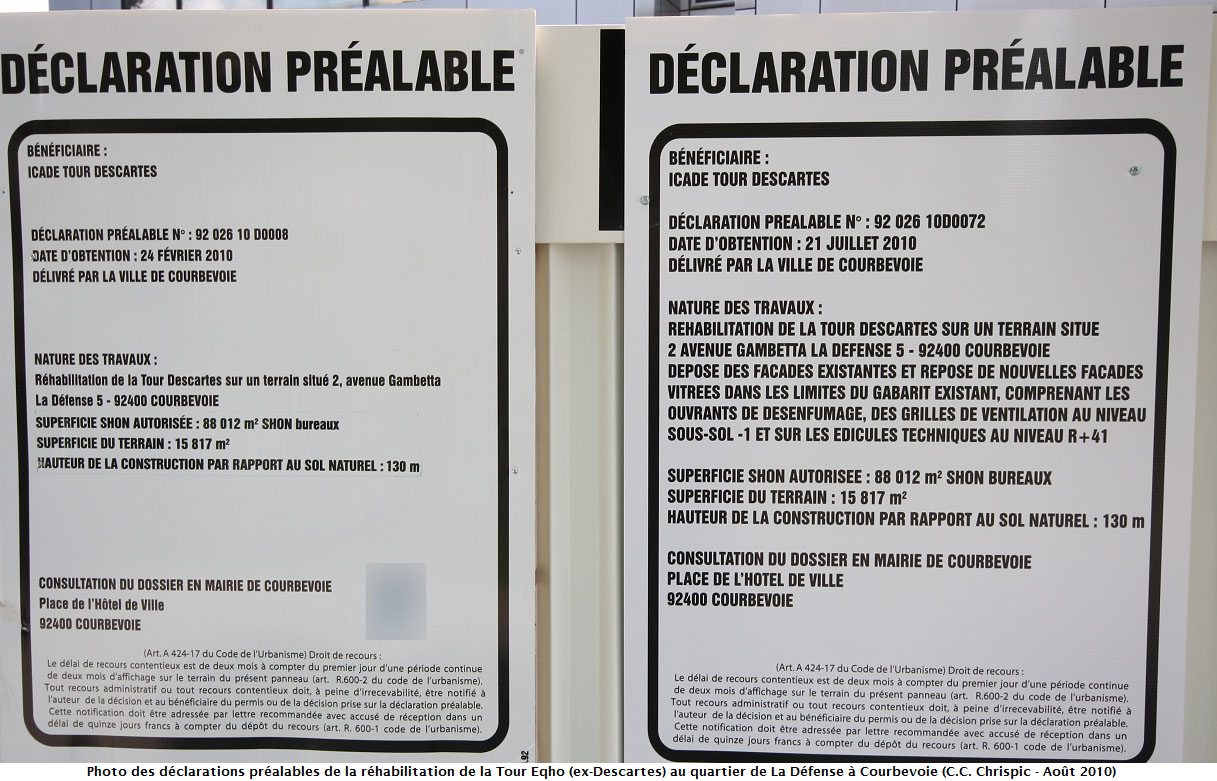 DÉCLARATION PRÉALABLE
BÉNÉFICIAIRE :
ICADE TOUR DESCARTES
DÉCLARATION PRÉALABLE N° : 92 026 10 D0008
DATE D'OBTENTION : 24 FÉVRIER 2010
DÉLIVRÉ PAR LA VILLE DE COURBEVOIE
NATURE DES TRAVAUX :
Réhabilitation de la Tour Descartes sur un terrain situé 2, avenue Gambetta
La Défense 5 - 92400 COURBEVOIE
SUPERFICIE SHON AUTORISÉE : 88 012 m² SHON bureaux
SUPERFICIE DU TERRAIN : 15 817 m²
HAUTEUR DE LA CONSTRUCTION PAR RAPPORT AU SOL NATUREL : 130 m
CONSULTATION DU DOSSIER EN MAIRIE DE COURBEVOIE
Place de l'Hôtel de Ville
92400 COURBEVOIE
(Art. A 424-17 du Code de l'Urbanisme) Droit de recours :
Le délai de recours contentieux est de deux mois à compter du premier jour d'une période continue
de deux mois d'affichage sur le terrain du présent panneau (art. R.600-2 du code de l'urbanisme).
Tout recours administratif ou tout recours contentieux doit, à peine d'irrecevabilité, être notifié à
l'auteur de la décision et au bénéficiaire du permis ou de la décision prise sur la déclaration préalable.
Cette notification doit être adressée par lettre recommandée avec accusé de réception dans un
délai de quinze jours francs à compter du dépôt du recours (art. R. 600-1 code de l'urbanisme).
.92
DÉCLARATION PRÉALABLE
BÉNÉFICIAIRE :
ICADE TOUR DESCARTES
DÉCLARATION PREALABLE N° : 92 026 10D0072
DATE D'OBTENTION : 21 JUILLET 2010
DÉLIVRÉ PAR LA VILLE DE COURBEVOIE
NATURE DES TRAVAUX :
REHABILITATION DE LA TOUR DESCARTES SUR UN TERRAIN SITUE
2 AVENUE GAMBETTA LA DEFENSE 5 - 92400 COURBEVOIE
DEPOSE DES FACADES EXISTANTES ET REPOSE DE NOUVELLES FACADES
VITREES DANS LES LIMITES DU GABARIT EXISTANT, COMPRENANT LES
OUVRANTS DE DESENFUMAGE, DES GRILLES DE VENTILATION AU NIVEAU
SOUS-SOL -1 ET SUR LES EDICULES TECHNIQUES AU NIVEAU R+41
SUPERFICIE SHON AUTORISEE : 88 012 m² SHON BUREAUX
SUPERFICIE DU TERRAIN : 15 817 m²
HAUTEUR DE LA CONSTRUCTION PAR RAPPORT AU SOL NATUREL : 130 m
CONSULTATION DU DOSSIER EN MAIRIE DE COURBEVOIE
PLACE DE L'HOTEL DE VILLE
92400 COURBEVOIE
(Art. A 424-17 du Code de l'Urbanisme) Droit de recours :
Le délai de recours contentieux est de deux mois à compter du premier jour d'une période continue
de deux mois d'affichage sur le terrain du présent panneau (art. R.600-2 du code de l'urbanisme).
Tout recours administratif ou tout recours contentieux doit, à peine d'irrecevabilité, être notifié à
l'auteur de la décision et au bénéficiaire du permis ou de la décision prise sur la déclaration préalable.
Cette notification doit être adressée par lettre recommandée avec accusé de réception dans un
délai de quinze jours francs à compter du dépôt du recours (art. R. 600-1 code de l'urbanisme).
Photo des déclarations préalables de la réhabilitation de la Tour Eqho (ex-Descartes) au quartier de La Défense à Courbevoie (C.C. Chrispic - Août 2010)